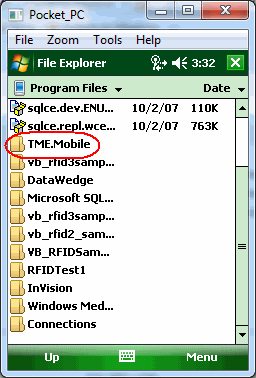 Pocket_PC
File Zoom Tools Help
File Explorer 3:32
Program Files Date
sqlce.dev.ENU... 10/2/07 110K
sqlce.repl.wce... 10/2/07 763K
TME.Mobile
vb_rfid3samp...
DataWedge
Microsoft SQL...
vb_rfid3samp...
vb_rfid2_sam...
VB_RFIDSam...
RFIDTest1
InVision
Windows Med...
Connections
Up Menu